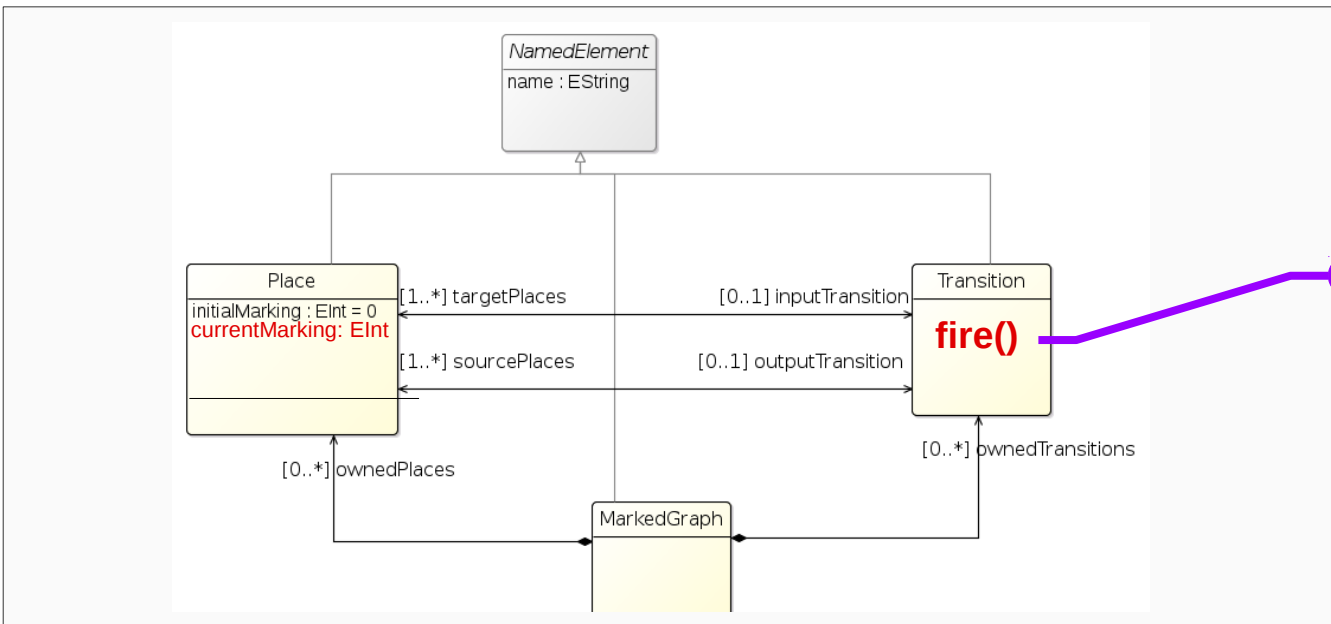 NamedElement
name : EString
Place
initialMarking : EInt = 0
currentMarking: EInt
[1..*] targetPlaces
[0..1] inputTransition
[1..*] sourcePlaces
[0..1] outputTransition
Transition
fire()
[0..*] ownedPlaces
[0..*] ownedTransitions
MarkedGraph